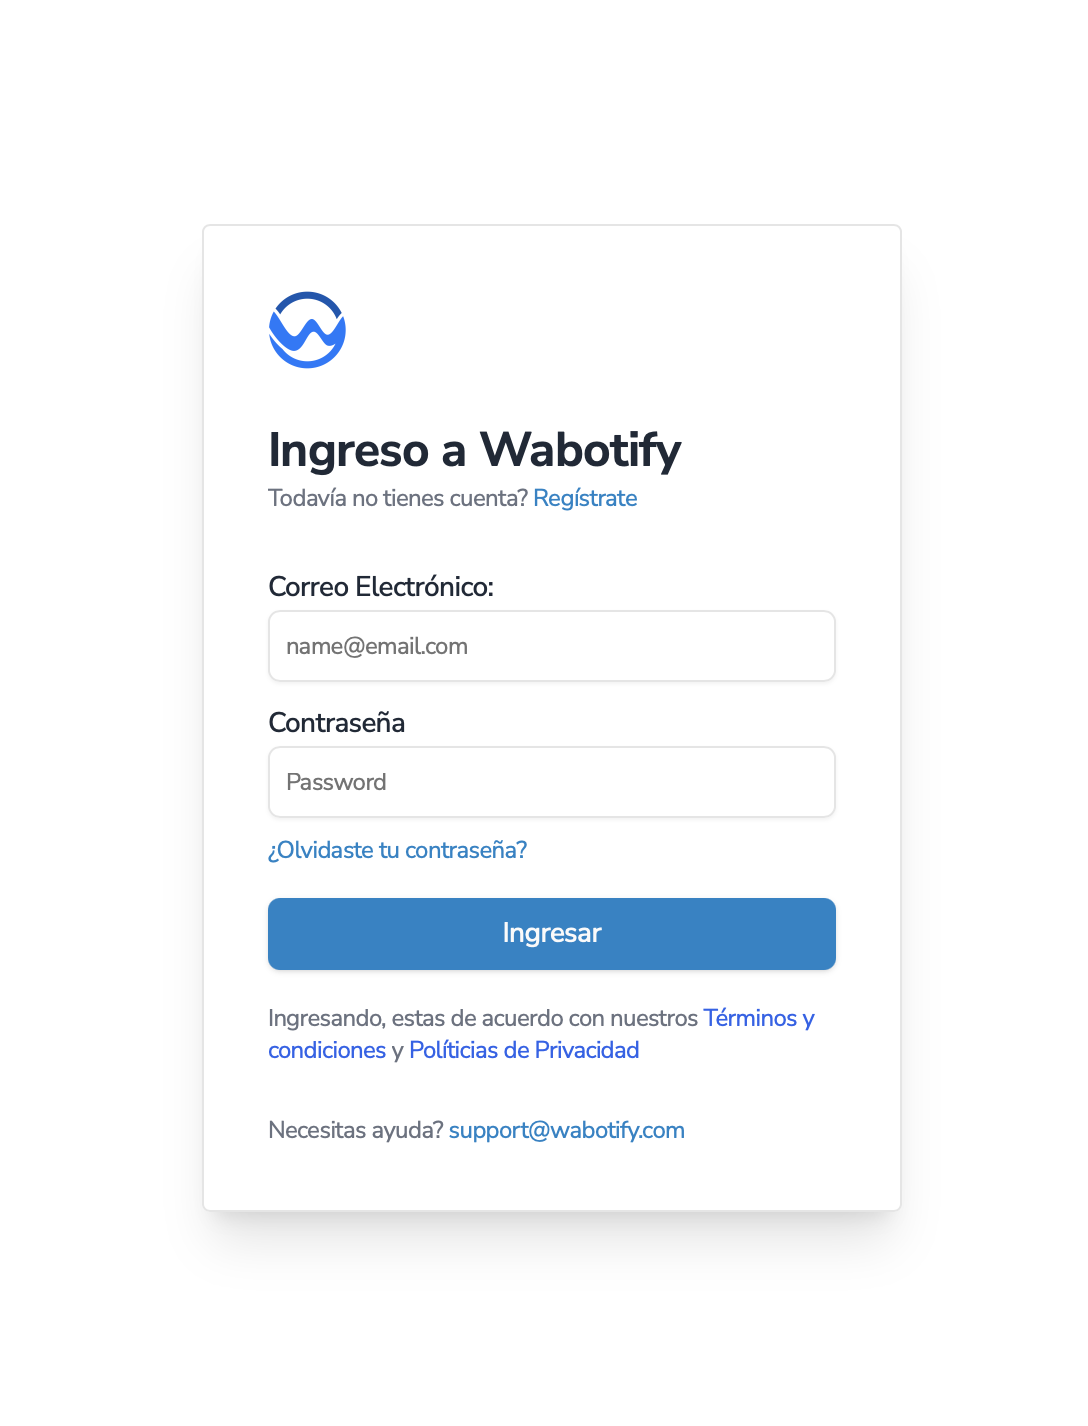 Ingreso a Wabotify
Todavía no tienes cuenta? Regístrate
Correo Electrónico:
name@email.com
Contraseña
Password
¿Olvidaste tu contraseña?
Ingresar
Ingresando, estas de acuerdo con nuestros Términos y
condiciones y Políticias de Privacidad
Necesitas ayuda? support@wabotify.com